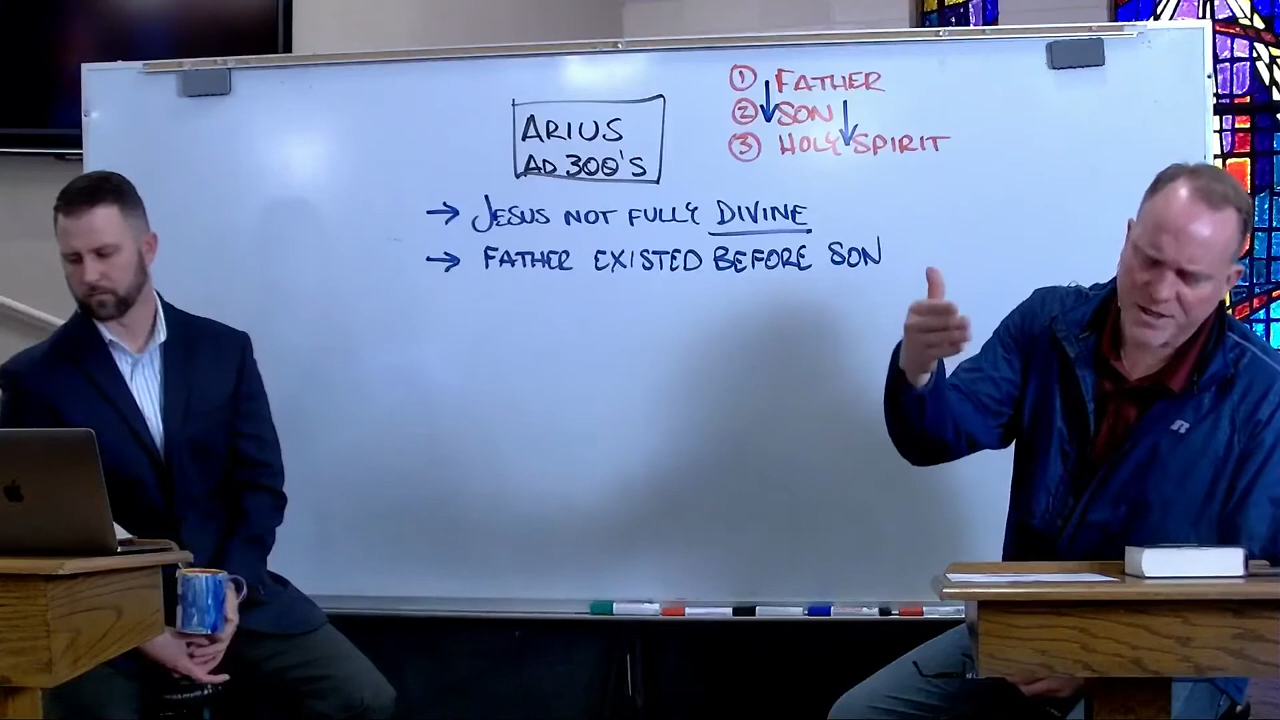 ① FATHER
② SON
③ HOLY SPIRIT
ARIUS
AD 300'S
→ JESUS NOT FULLY DIVINE
→ FATHER EXISTED BEFORE SON